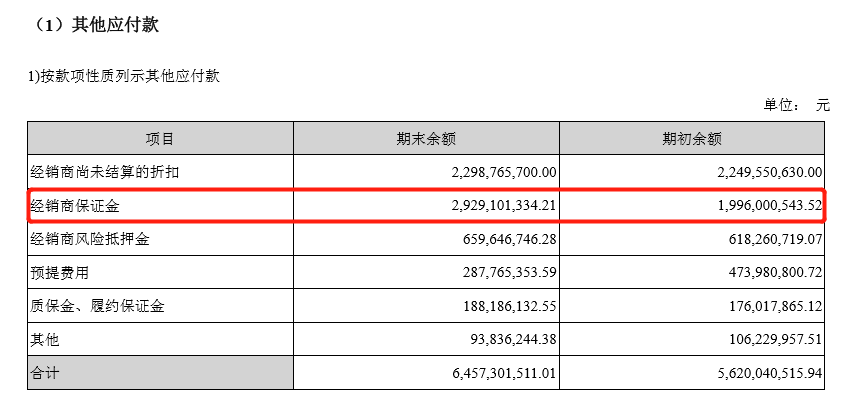 （1）其他应付款
1)按款项性质列示其他应付款
单位： 元
项目 期末余额 期初余额
经销商尚未结算的折扣 2,298,765,700.00 2,249,550,630.00
经销商保证金 2,929,101,334.21 1,996,000,543.52
经销商风险抵押金 659,646,746.28 618,260,719.07
预提费用 287,765,353.59 473,980,800.72
质保金、履约保证金 188,186,132.55 176,017,865.12
其他 93,836,244.38 106,229,957.51
合计 6,457,301,511.01 5,620,040,515.94